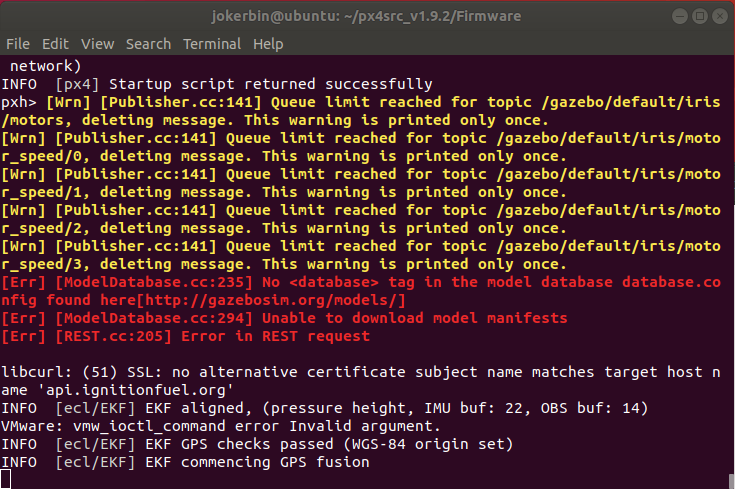 jokerbin@ubuntu: ~/px4src_v1.9.2/Firmware
File Edit View Search Terminal Help
network)
INFO [px4] Startup script returned successfully
pxh> [Wrn] [Publisher.cc:141] Queue limit reached for topic /gazebo/default/iris
/motors, deleting message. This warning is printed only once.
[Wrn] [Publisher.cc:141] Queue limit reached for topic /gazebo/default/iris/moto
r_speed/0, deleting message. This warning is printed only once.
[Wrn] [Publisher.cc:141] Queue limit reached for topic /gazebo/default/iris/moto
r_speed/1, deleting message. This warning is printed only once.
[Wrn] [Publisher.cc:141] Queue limit reached for topic /gazebo/default/iris/moto
r_speed/2, deleting message. This warning is printed only once.
[Wrn] [Publisher.cc:141] Queue limit reached for topic /gazebo/default/iris/moto
r_speed/3, deleting message. This warning is printed only once.
[Err] [ModelDatabase.cc:235] No <database> tag in the model database database.co
nfig found here[http://gazebosim.org/models/]
[Err] [ModelDatabase.cc:294] Unable to download model manifests
[Err] [REST.cc:205] Error in REST request
libcurl: (51) SSL: no alternative certificate subject name matches target host n
ame 'api.ignitionfuel.org'
INFO [ecl/EKF] EKF aligned, (pressure height, IMU buf: 22, OBS buf: 14)
VMware: vmw_ioctl_command error Invalid argument.
INFO [ecl/EKF] EKF GPS checks passed (WGS-84 origin set)
INFO [ecl/EKF] EKF commencing GPS fusion